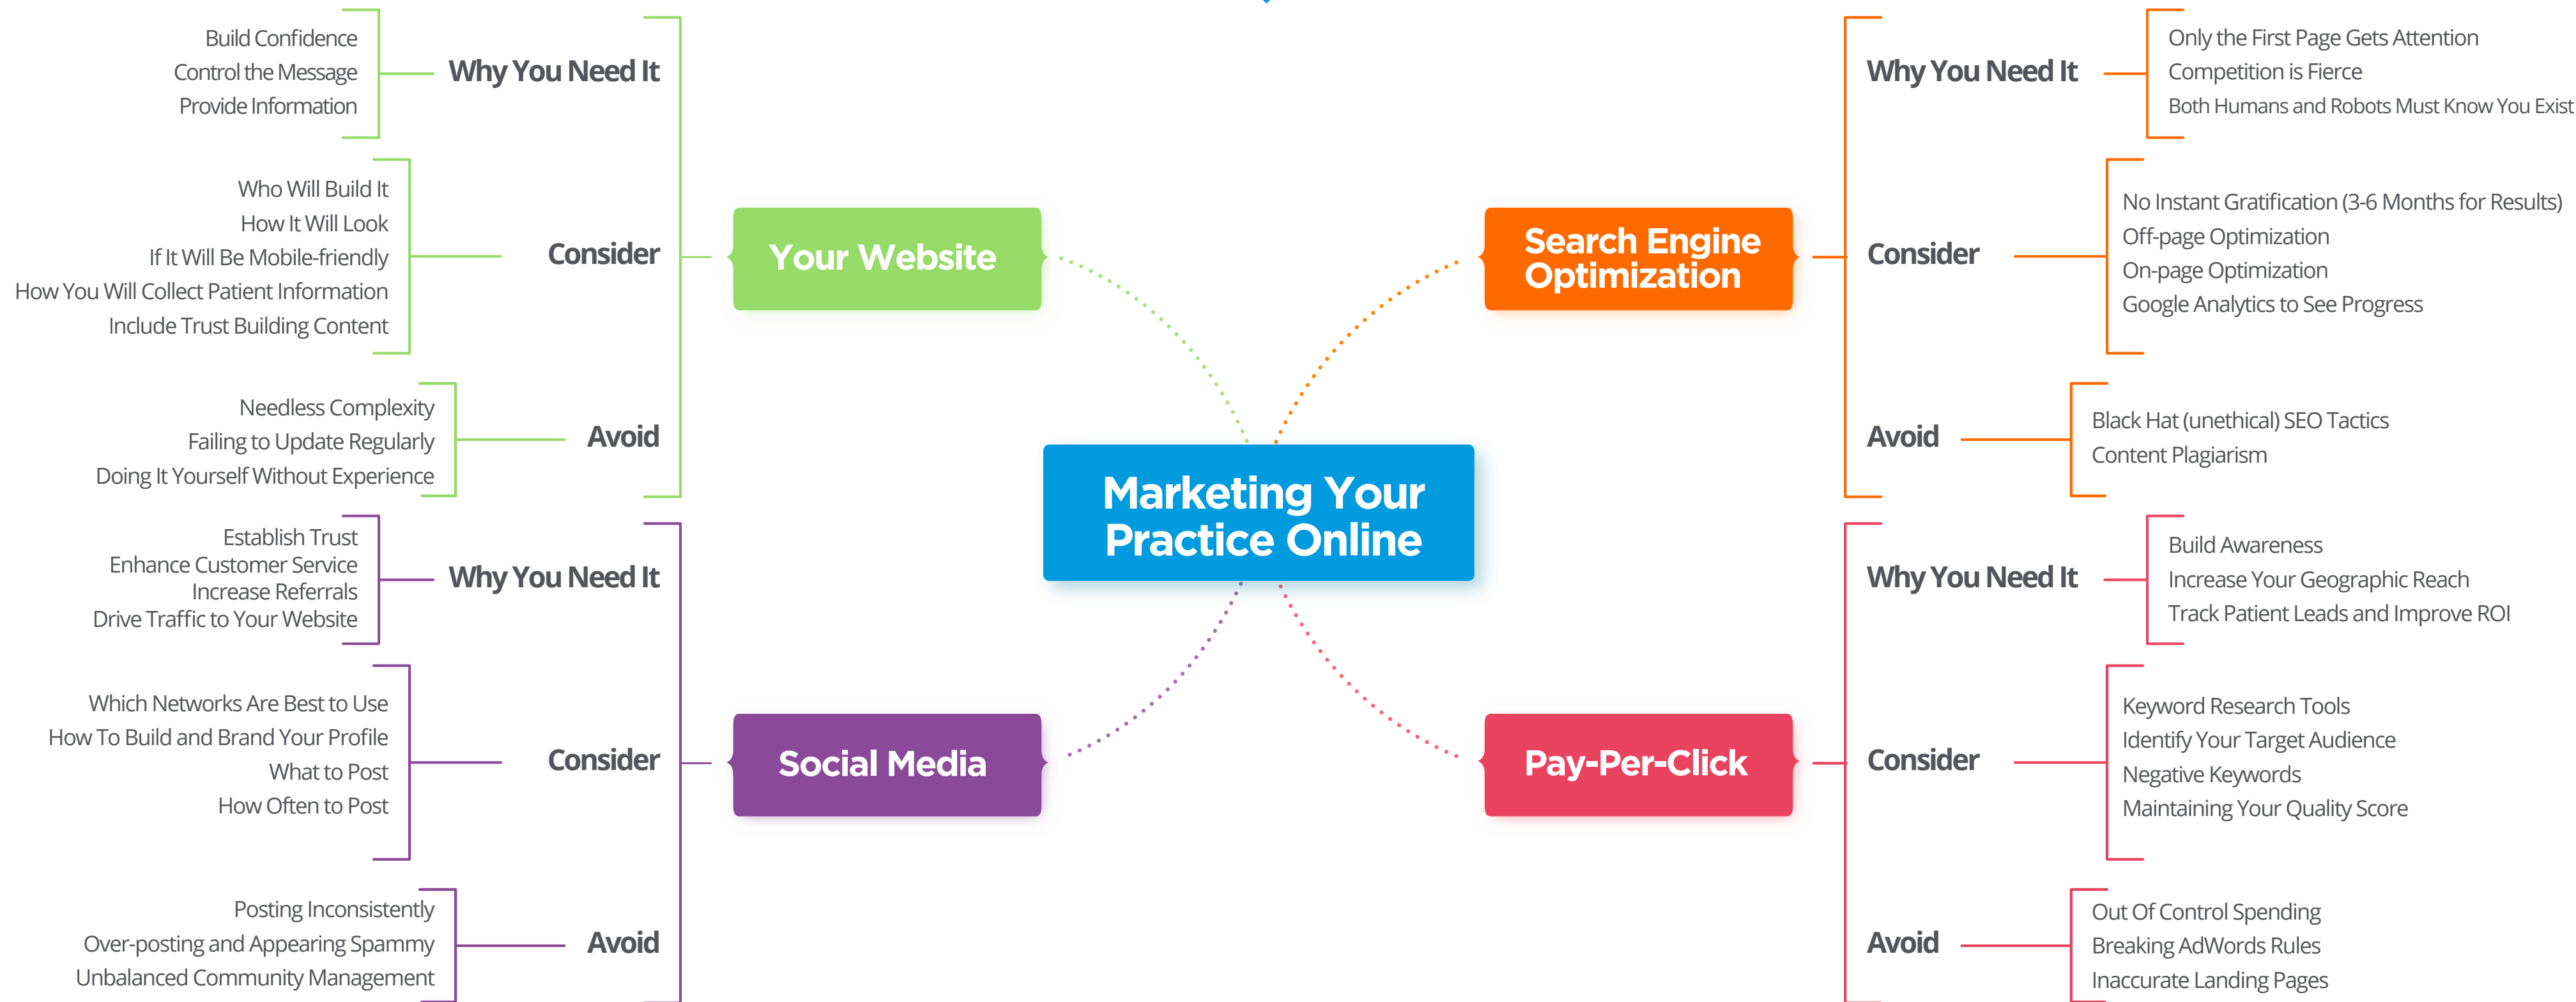 Marketing Your
Practice Online
Your Website
Why You Need It
Build Confidence
Control the Message
Provide Information
Consider
Who Will Build It
How It Will Look
If It Will Be Mobile-friendly
How You Will Collect Patient Information
Include Trust Building Content
Avoid
Needless Complexity
Failing to Update Regularly
Doing It Yourself Without Experience
Search Engine
Optimization
Why You Need It
Only the First Page Gets Attention
Competition is Fierce
Both Humans and Robots Must Know You Exist
Consider
No Instant Gratification (3-6 Months for Results)
Off-page Optimization
On-page Optimization
Google Analytics to See Progress
Avoid
Black Hat (unethical) SEO Tactics
Content Plagiarism
Social Media
Why You Need It
Establish Trust
Enhance Customer Service
Increase Referrals
Drive Traffic to Your Website
Consider
Which Networks Are Best to Use
How To Build and Brand Your Profile
What to Post
How Often to Post
Avoid
Posting Inconsistently
Over-posting and Appearing Spammy
Unbalanced Community Management
Pay-Per-Click
Why You Need It
Build Awareness
Increase Your Geographic Reach
Track Patient Leads and Improve ROI
Consider
Keyword Research Tools
Identify Your Target Audience
Negative Keywords
Maintaining Your Quality Score
Avoid
Out Of Control Spending
Breaking AdWords Rules
Inaccurate Landing Pages